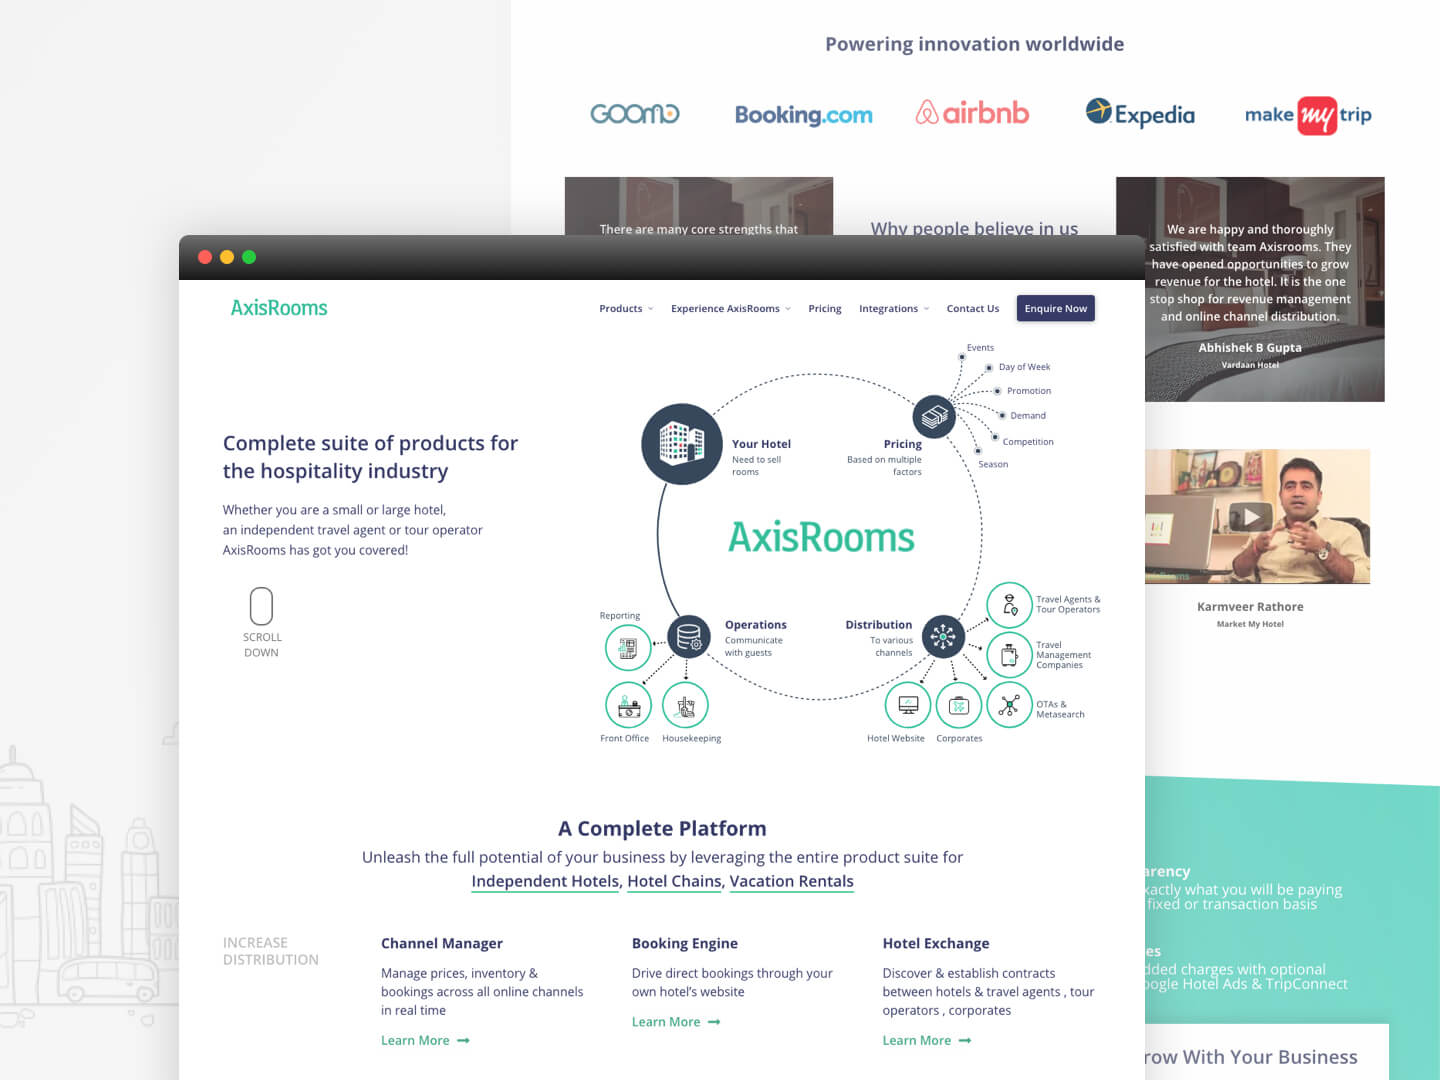 Powering innovation worldwide
GOOMO
Booking.com
airbnb
Expedia
make my trip
There are many core strengths that
Why people believe in us
We are happy and thoroughly
satisfied with team Axisrooms. They
have opened opportunities to grow
revenue for the hotel. It is the one
stop shop for revenue management
and online channel distribution.
Abhishek B Gupta
Vardaan Hotel
AxisRooms
Products
Experience AxisRooms
Pricing
Integrations
Contact Us
Enquire Now
Complete suite of products for
the hospitality industry
Whether you are a small or large hotel,
an independent travel agent or tour operator
AxisRooms has got you covered!
SCROLL
DOWN
Events
Day of Week
Promotion
Demand
Competition
Season
Your Hotel
Need to sell
rooms
Pricing
Based on multiple
factors
AxisRooms
Operations
Communicate
with guests
Distribution
To various
channels
Reporting
Front Office
Housekeeping
Travel Agents &
Tour Operators
Travel
Management
Companies
OTAs &
Metasearch
Hotel Website
Corporates
Karmveer Rathore
Market My Hotel
A Complete Platform
Unleash the full potential of your business by leveraging the entire product suite for
Independent Hotels, Hotel Chains, Vacation Rentals
INCREASE
DISTRIBUTION
Channel Manager
Manage prices, inventory &
bookings across all online channels
in real time
Learn More
Booking Engine
Drive direct bookings through your
own hotel's website
Learn More
Hotel Exchange
Discover & establish contracts
between hotels & travel agents , tour
operators , corporates
Learn More
arency
xactly what you will be paying
fixed or transaction basis
es
dded charges with optional
oogle Hotel Ads & TripConnect
row With Your Business